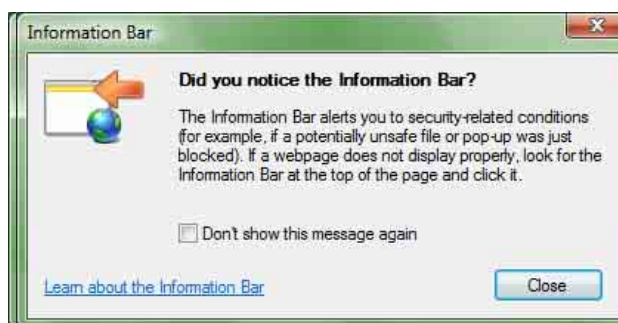 Information Bar
Did you notice the Information Bar?
The Information Bar alerts you to security-related conditions
(for example, if a potentially unsafe file or pop-up was just
blocked). If a webpage does not display properly, look for the
Information Bar at the top of the page and click it.
Don't show this message again
Learn about the Information Bar
Close